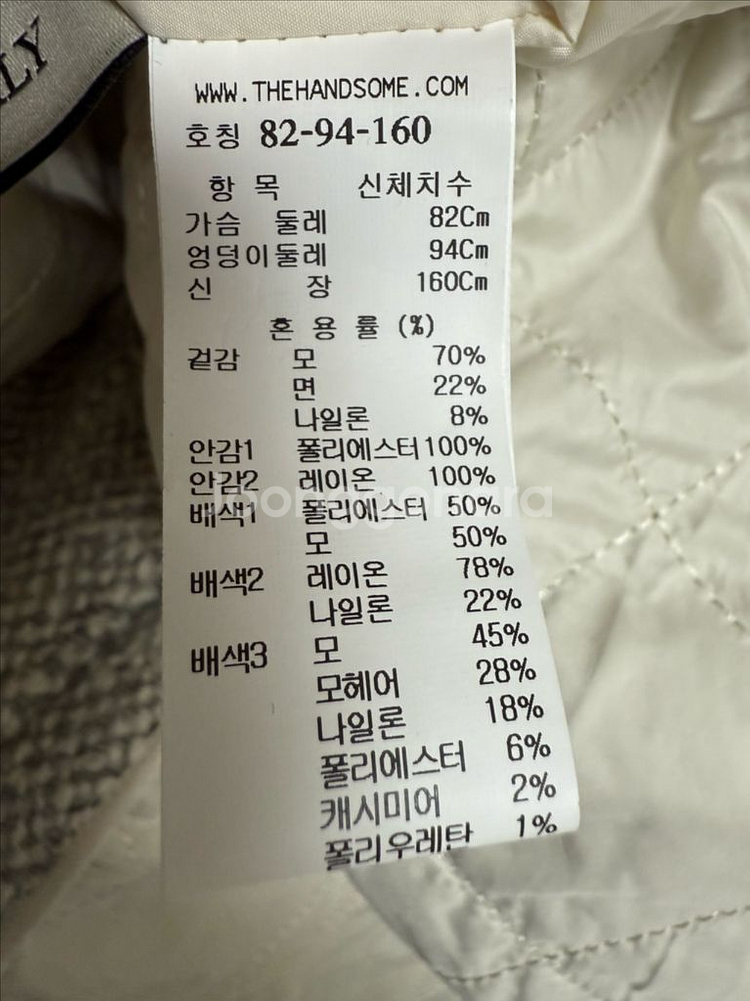 LY
WWW.THEHANDSOME.COM
호칭 82-94-160
항 목 신체치수
가슴 둘레 82Cm
엉덩이둘레 94Cm
신 장 160Cm
혼 용 률 (%)
겉감 모 70%
면 22%
나일론 8%
안감1 폴리에스터 100%
안감2 레이온 100%
Joonggonara
배색1 폴리에스터 50%
모 50%
배색2 레이온 78%
나일론 22%
배색3 모 45%
모헤어 28%
나일론 18%
폴리에스터 6%
캐시미어 2%
폴리우레탄 1%